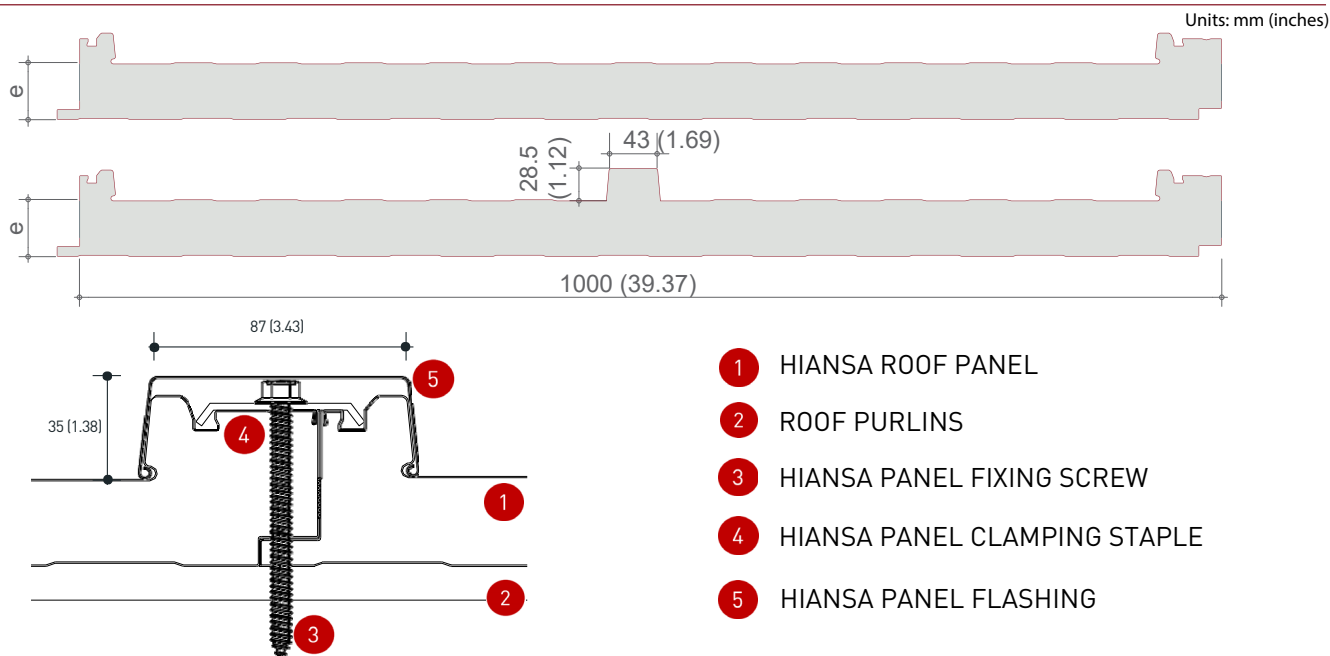 Units: mm (inches)
e
43 (1.69)
28.5
(1.12)
e
1000 (39.37)
87 (3.43)
5
35 (1.38)
4
1
2
3
1 HIANSA ROOF PANEL
2 ROOF PURLINS
3 HIANSA PANEL FIXING SCREW
4 HIANSA PANEL CLAMPING STAPLE
5 HIANSA PANEL FLASHING